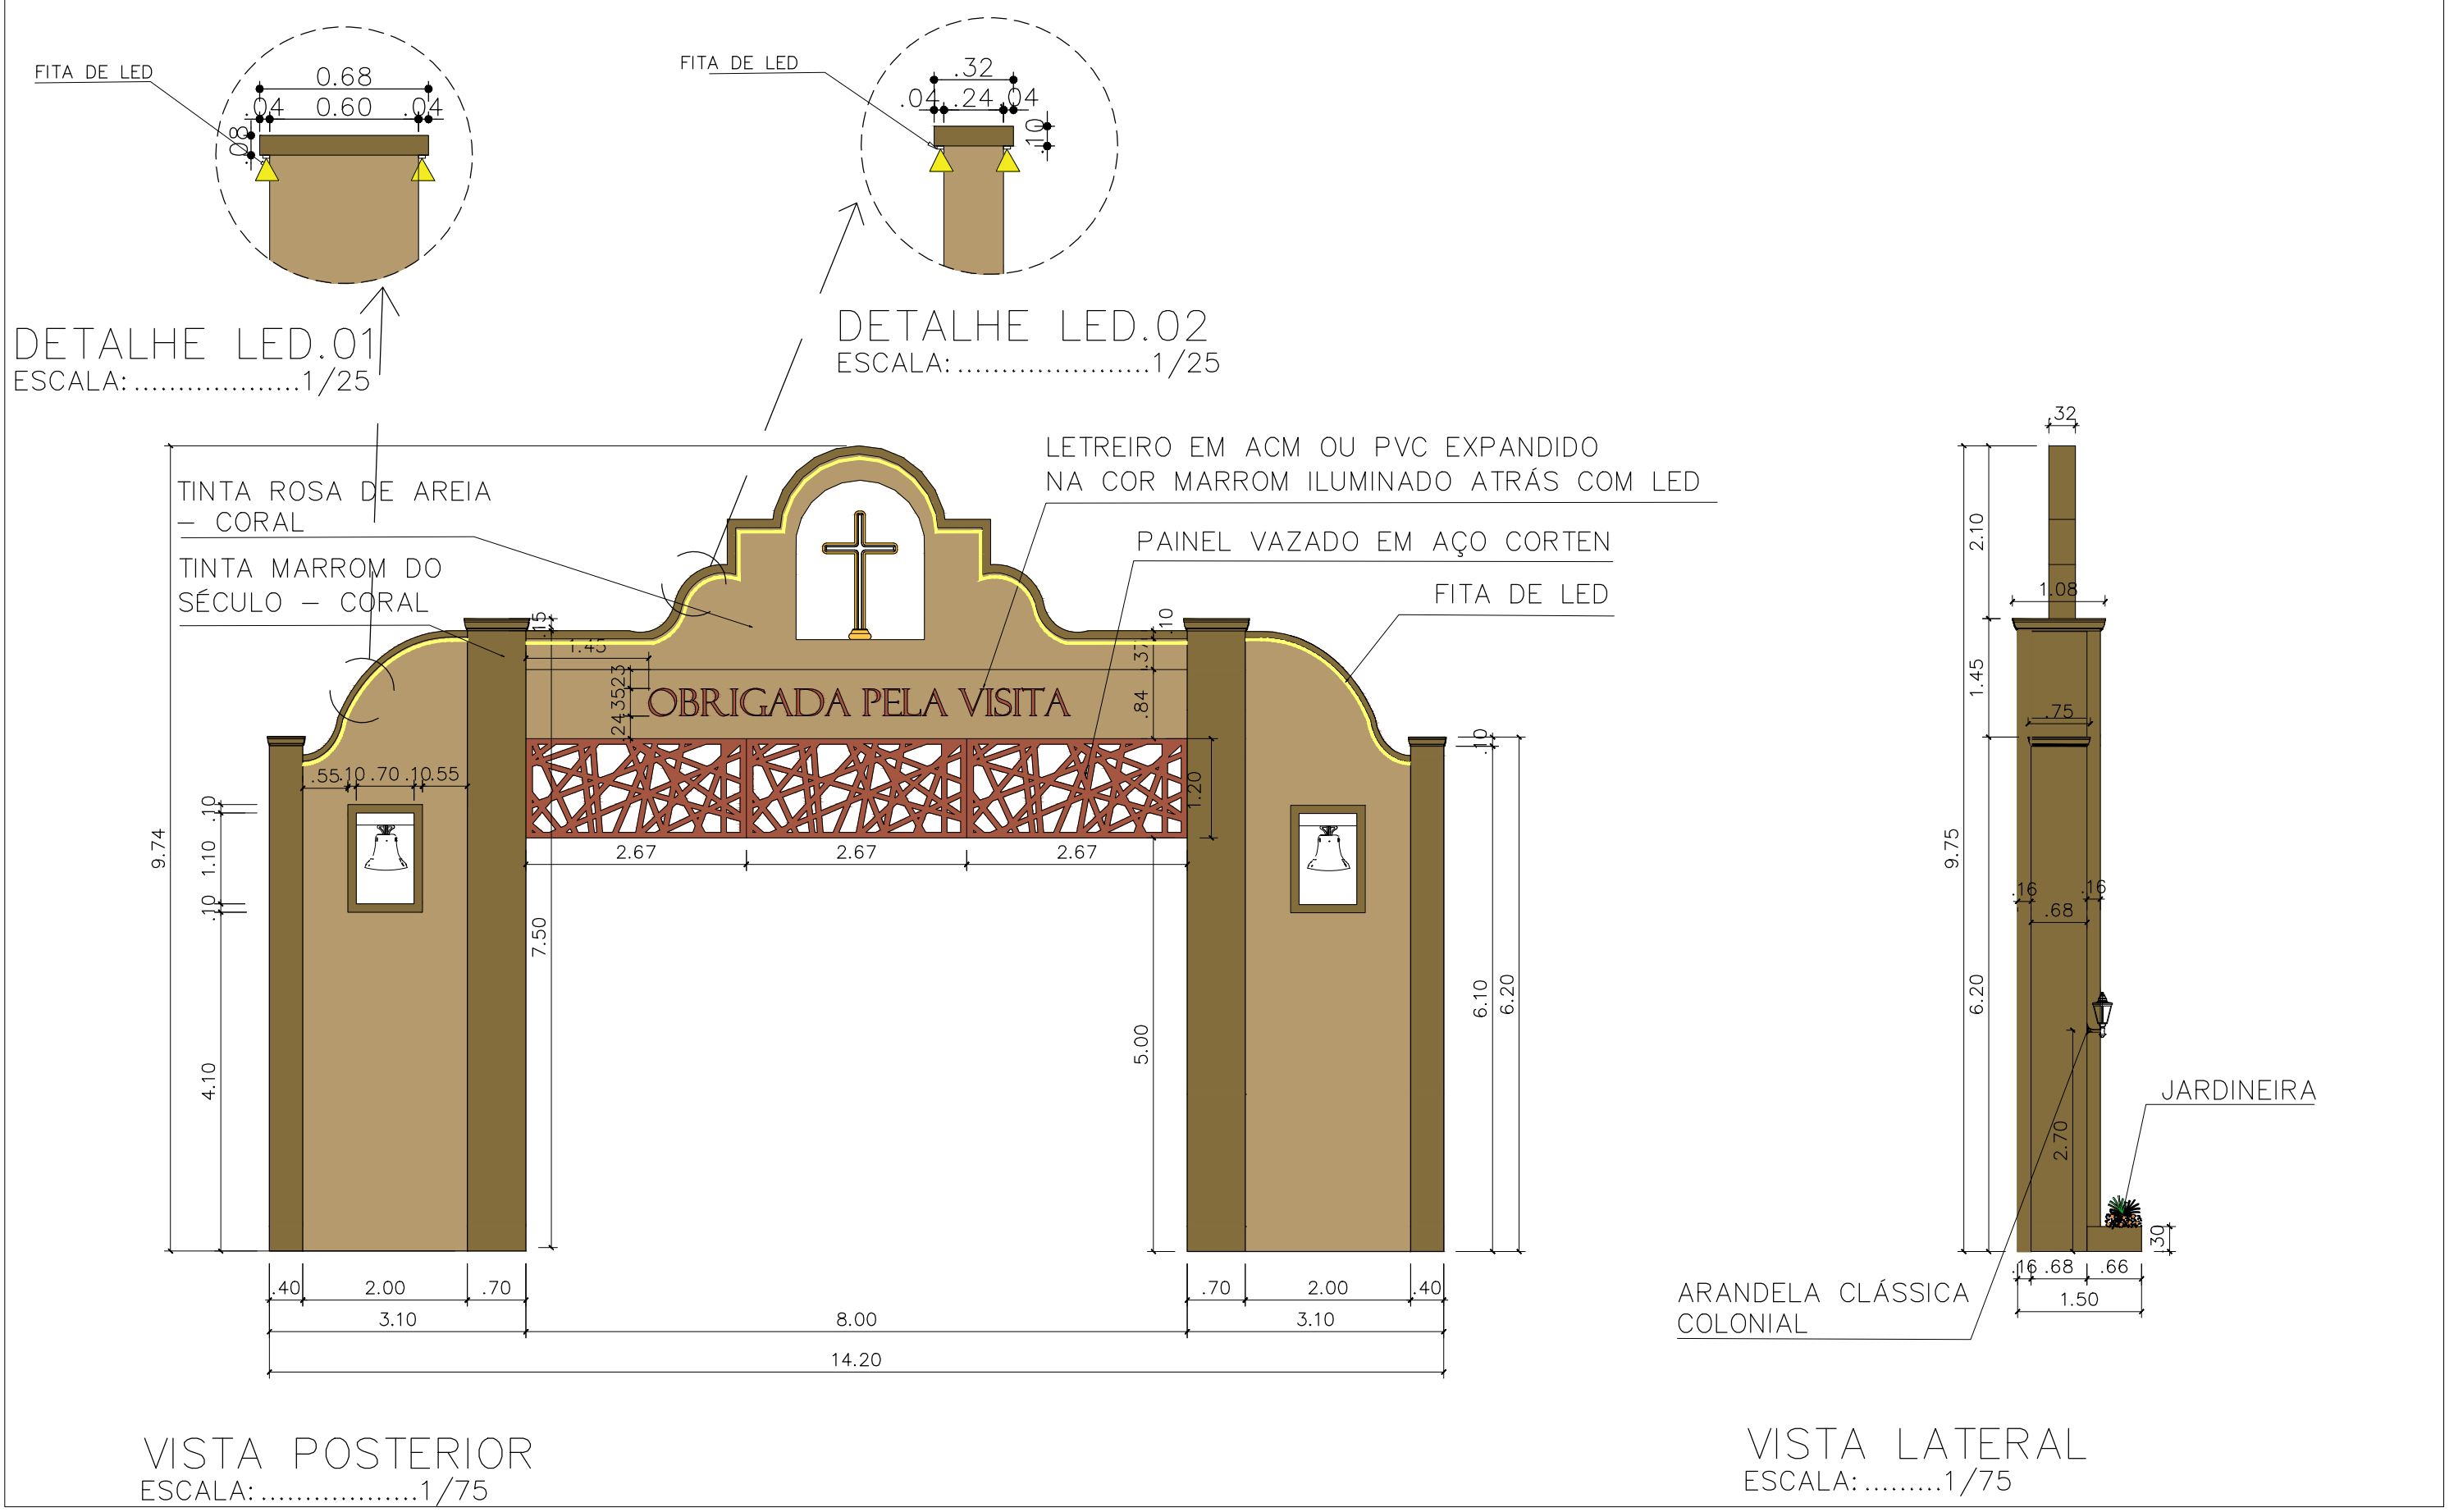 FITA DE LED
0.68
.04 0.60 .04
.08
DETALHE LED.01
ESCALA:...................1/25
FITA DE LED
.32
.04 .24 .04
.10
DETALHE LED.02
ESCALA:......................1/25
TINTA ROSA DE AREIA
– CORAL
TINTA MARROM DO
SÉCULO – CORAL
LETREIRO EM ACM OU PVC EXPANDIDO
NA COR MARROM ILUMINADO ATRÁS COM LED
PAINEL VAZADO EM AÇO CORTEN
FITA DE LED
.15
1.45
.10
.37
.23
.35
.24
.84
OBRIGADA PELA VISITA
.10
.55 .10 .70 .10 .55
1.20
.10
1.10
.10
4.10
9.74
2.67 2.67 2.67
7.50
5.00
6.10
6.20
.40 2.00 .70 .70 2.00 .40
3.10 8.00 3.10
14.20
VISTA POSTERIOR
ESCALA:..................1/75
.32
2.10
1.08
1.45
.75
9.75
.16 .16
.68
6.20
2.70
JARDINEIRA
.30
.16 .68 .66
1.50
ARANDELA CLÁSSICA
COLONIAL
VISTA LATERAL
ESCALA:.........1/75